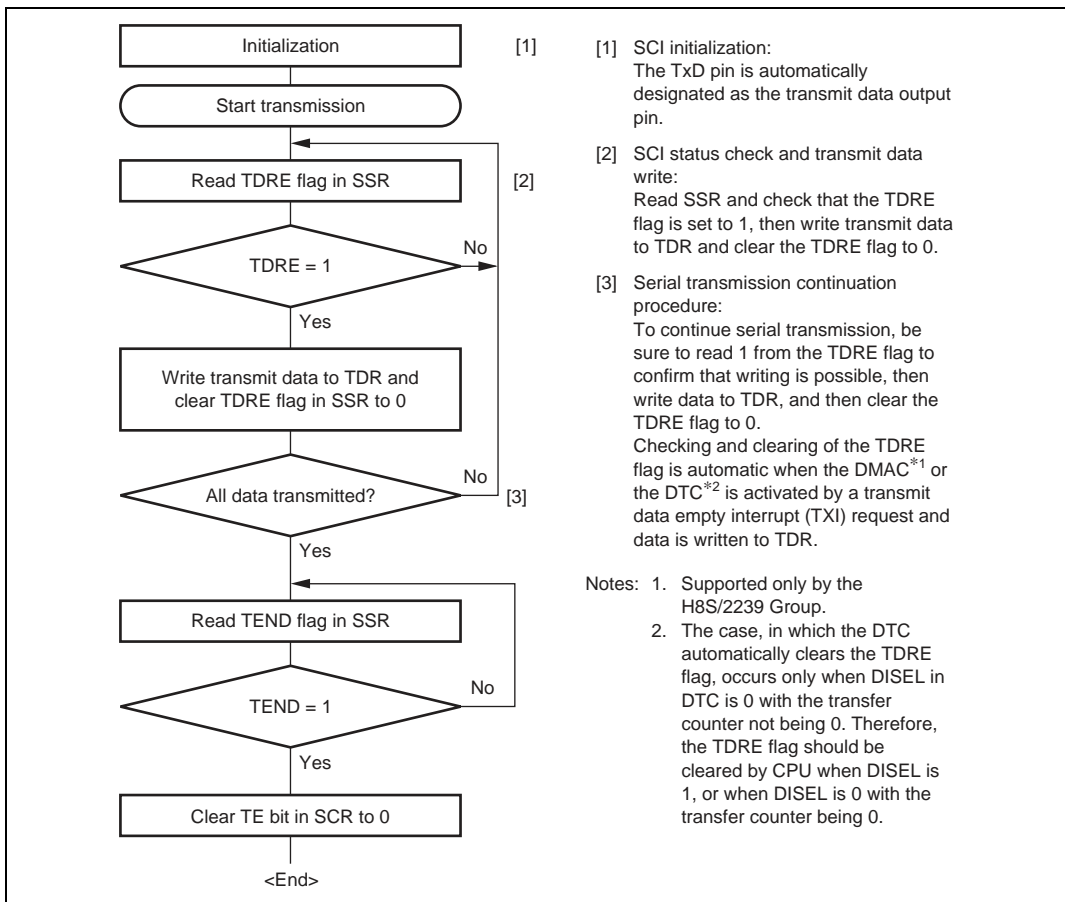 Initialization
[1]
Start transmission
Read TDRE flag in SSR
[2]
No
TDRE = 1
Yes
Write transmit data to TDR and
clear TDRE flag in SSR to 0
No
All data transmitted?
[3]
Yes
Read TEND flag in SSR
No
TEND = 1
Yes
Clear TE bit in SCR to 0
<End>
[1] SCI initialization:
The TxD pin is automatically
designated as the transmit data output
pin.
[2] SCI status check and transmit data
write:
Read SSR and check that the TDRE
flag is set to 1, then write transmit data
to TDR and clear the TDRE flag to 0.
[3] Serial transmission continuation
procedure:
To continue serial transmission, be
sure to read 1 from the TDRE flag to
confirm that writing is possible, then
write data to TDR, and then clear the
TDRE flag to 0.
Checking and clearing of the TDRE
flag is automatic when the DMAC*1 or
the DTC*2 is activated by a transmit
data empty interrupt (TXI) request and
data is written to TDR.
Notes: 1. Supported only by the
H8S/2239 Group.
2. The case, in which the DTC
automatically clears the TDRE
flag, occurs only when DISEL in
DTC is 0 with the transfer
counter not being 0. Therefore,
the TDRE flag should be
cleared by CPU when DISEL is
1, or when DISEL is 0 with the
transfer counter being 0.